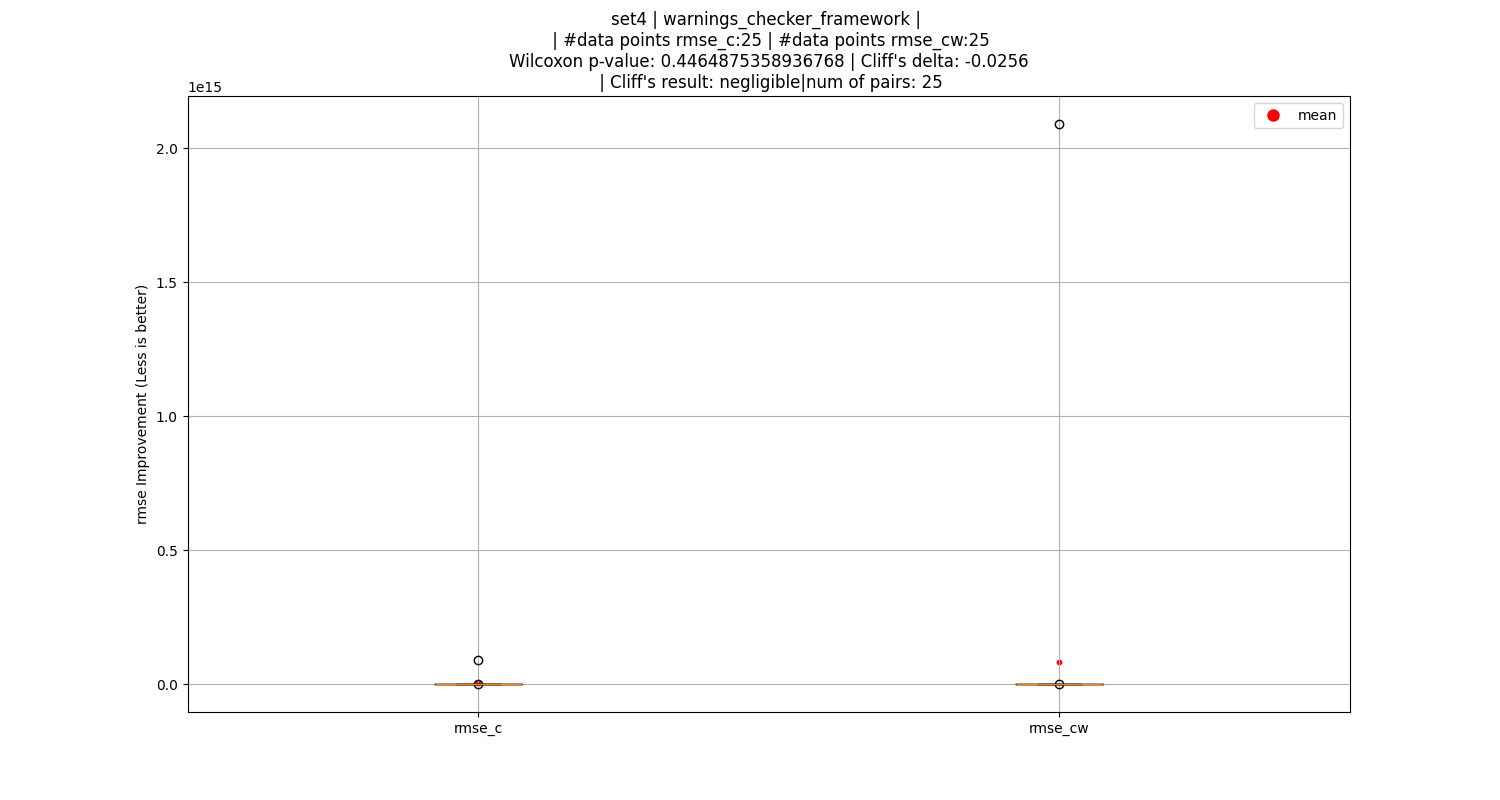 set4 | warnings_checker_framework |
| #data points rmse_c:25 | #data points rmse_cw:25
Wilcoxon p-value: 0.4464875358936768 | Cliff's delta: -0.0256
| Cliff's result: negligible|num of pairs: 25
1e15
mean
2.0
1.5
1.0
0.5
0.0
rmse Improvement (Less is better)
rmse_c
rmse_cw